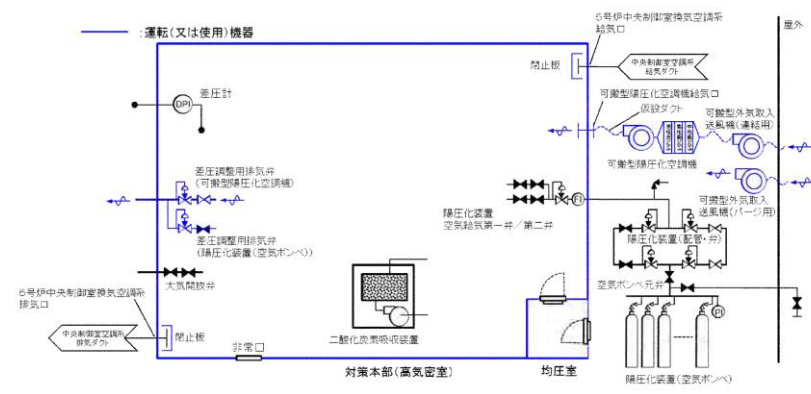 :運転(又は使用)機器
5号炉中央制御室換気空調系
給気口
屋外
閉止板
中央制御室空調系
給気ダクト
差圧計
DPI
可搬型陽圧化空調機給気口
仮設ダクト
可搬型外気取入
送風機(連結用)
可搬型陽圧化空調機
差圧調整用排気弁
(可搬型陽圧化空調機)
陽圧化装置
空気給気第一弁/第二弁
FI
可搬型外気取入
送風機(パージ用)
陽圧化装置(配管・弁)
差圧調整用排気弁
(陽圧化装置(空気ボンベ))
大気開放弁
空気ボンベ元弁
5号炉中央制御室換気空調系
排気口
中央制御室空調系
排気ダクト
閉止板
非常口
二酸化炭素吸収装置
PI
対策本部(高気密室)
均圧室
陽圧化装置(空気ボンベ)